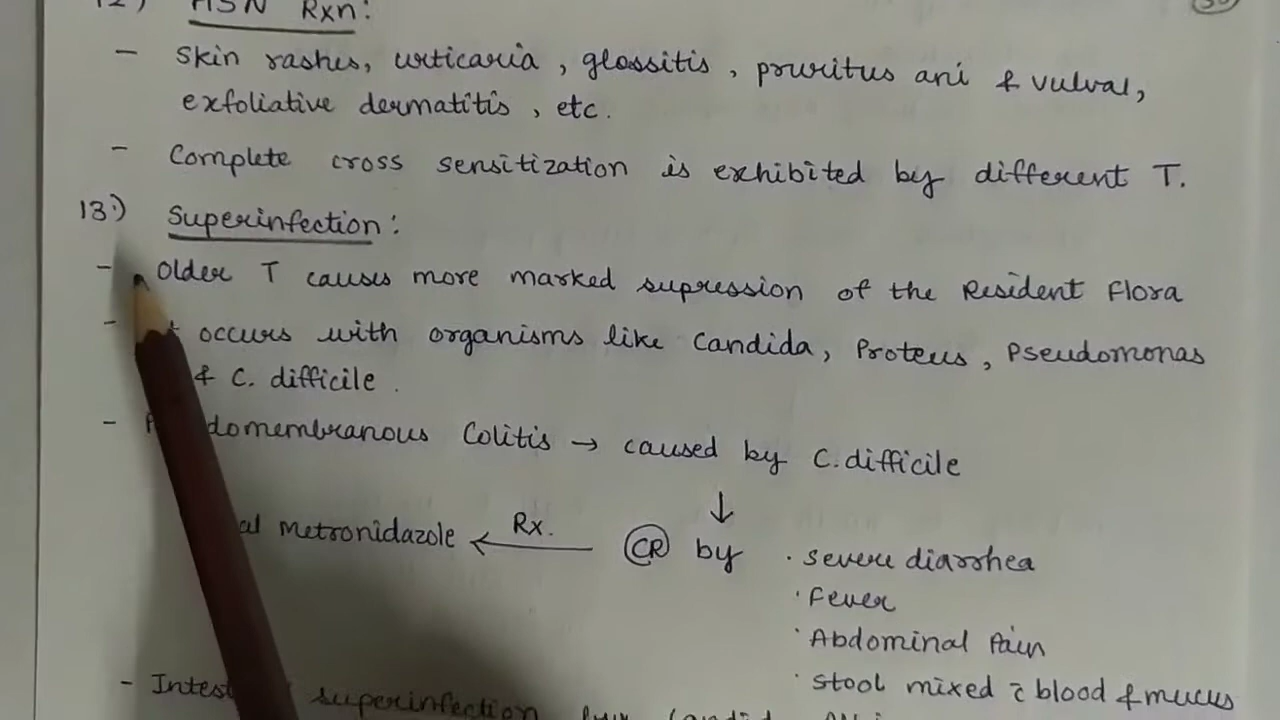 12) HSN Rxn:
- Skin rashes, urticaria, glossitis, pruritus ani & vulval,
exfoliative dermatitis, etc.
- Complete cross sensitization is exhibited by different T.
13) Superinfection:
- Older T causes more marked supression of the Resident Flora
- occurs with organisms like Candida, Proteus, Pseudomonas
& C. difficile.
- domembranous Colitis → caused by C.difficile
↓
al metronidazole ← Rx. CR by · severe diarrhea
· Fever
· Abdominal Pain
· Stool mixed c̄ blood & mucus
- Intest superinfection